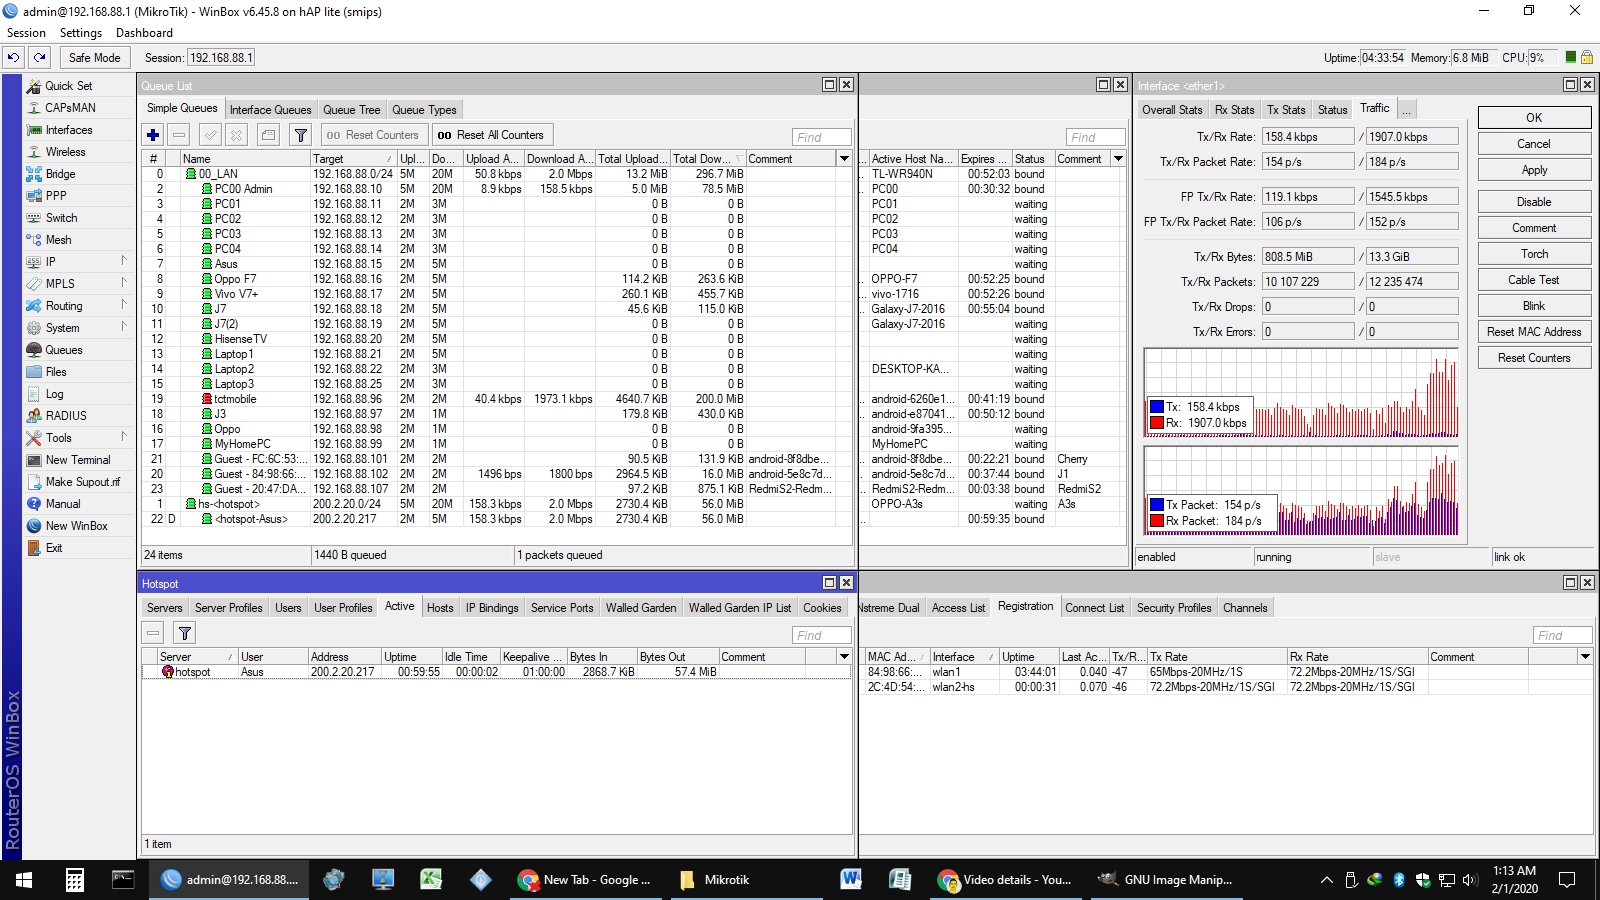 admin@192.168.88.1 (MikroTik) - WinBox v6.45.8 on hAP lite (smips)
Session Settings Dashboard
Safe Mode Session: 192.168.88.1 Uptime: 04:33:54 Memory: 6.8 MiB CPU: 9%
Quick Set
CAPsMAN
Interfaces
Wireless
Bridge
PPP
Switch
Mesh
IP
MPLS
Routing
System
Queues
Files
Log
RADIUS
Tools
New Terminal
Make Supout.rif
Manual
New WinBox
Exit
RouterOS WinBox
Queue List
Simple Queues Interface Queues Queue Tree Queue Types
00 Reset Counters 00 Reset All Counters Find
# Name Target Upl... Do... Upload A... Download A... Total Upload... Total Dow... Comment
0 00_LAN 192.168.88.0/24 5M 20M 50.8 kbps 2.0 Mbps 13.2 MiB 296.7 MiB
2 PC00 Admin 192.168.88.10 5M 20M 8.9 kbps 158.5 kbps 5.0 MiB 78.5 MiB
3 PC01 192.168.88.11 2M 3M 0 B 0 B
4 PC02 192.168.88.12 2M 3M 0 B 0 B
5 PC03 192.168.88.13 2M 3M 0 B 0 B
6 PC04 192.168.88.14 2M 3M 0 B 0 B
7 Asus 192.168.88.15 2M 5M 0 B 0 B
8 Oppo F7 192.168.88.16 2M 5M 114.2 KiB 263.6 KiB
9 Vivo V7+ 192.168.88.17 2M 5M 260.1 KiB 455.7 KiB
10 J7 192.168.88.18 2M 5M 45.6 KiB 115.0 KiB
11 J7(2) 192.168.88.19 2M 5M 0 B 0 B
12 HisenseTV 192.168.88.20 2M 5M 0 B 0 B
13 Laptop1 192.168.88.21 2M 5M 0 B 0 B
14 Laptop2 192.168.88.22 2M 3M 0 B 0 B
15 Laptop3 192.168.88.25 2M 3M 0 B 0 B
19 tctmobile 192.168.88.96 2M 2M 40.4 kbps 1973.1 kbps 4640.7 KiB 200.0 MiB
18 J3 192.168.88.97 2M 1M 179.8 KiB 430.0 KiB
16 Oppo 192.168.88.98 2M 1M 0 B 0 B
17 MyHomePC 192.168.88.99 2M 1M 0 B 0 B
21 Guest - FC:6C:53:... 192.168.88.101 2M 2M 90.5 KiB 131.9 KiB android-8f8dbe...
20 Guest - 84:98:66:... 192.168.88.102 2M 2M 1496 bps 1800 bps 2964.5 KiB 16.0 MiB android-5e8c7d...
23 Guest - 20:47:DA... 192.168.88.107 2M 2M 97.2 KiB 875.1 KiB RedmiS2-Redm...
1 hs-<hotspot> 200.2.20.0/24 5M 20M 158.3 kbps 2.0 Mbps 2730.4 KiB 56.0 MiB
22 D <hotspot-Asus> 200.2.20.217 2M 5M 158.3 kbps 2.0 Mbps 2730.4 KiB 56.0 MiB
24 items 1440 B queued 1 packets queued
Find
... Active Host Na... Expires ... Status Comment
... TL-WR940N 00:52:03 bound
... PC00 00:30:32 bound
PC01 waiting
PC02 waiting
PC03 waiting
PC04 waiting
waiting
... OPPO-F7 00:52:25 bound
... vivo-1716 00:52:26 bound
... Galaxy-J7-2016 00:55:04 bound
Galaxy-J7-2016 waiting
waiting
waiting
DESKTOP-KA... waiting
waiting
... android-6260e1... 00:41:19 bound
... android-e87041... 00:50:12 bound
android-9fa395... waiting
MyHomePC waiting
... android-8f8dbe... 00:22:21 bound Cherry
... android-5e8c7d... 00:37:44 bound J1
... RedmiS2-Redm... 00:03:38 bound RedmiS2
OPPO-A3s waiting A3s
... 00:59:35 bound
Interface <ether1>
Overall Stats Rx Stats Tx Stats Status Traffic ...
Tx/Rx Rate: 158.4 kbps / 1907.0 kbps
Tx/Rx Packet Rate: 154 p/s / 184 p/s
FP Tx/Rx Rate: 119.1 kbps / 1545.5 kbps
FP Tx/Rx Packet Rate: 106 p/s / 152 p/s
Tx/Rx Bytes: 808.5 MiB / 13.3 GiB
Tx/Rx Packets: 10 107 229 / 12 235 474
Tx/Rx Drops: 0 / 0
Tx/Rx Errors: 0 / 0
Tx: 158.4 kbps
Rx: 1907.0 kbps
Tx Packet: 154 p/s
Rx Packet: 184 p/s
enabled running slave link ok
OK
Cancel
Apply
Disable
Comment
Torch
Cable Test
Blink
Reset MAC Address
Reset Counters
Hotspot
Servers Server Profiles Users User Profiles Active Hosts IP Bindings Service Ports Walled Garden Walled Garden IP List Cookies
Find
Server User Address Uptime Idle Time Keepalive ... Bytes In Bytes Out Comment
hotspot Asus 200.2.20.217 00:59:55 00:00:02 01:00:00 2868.7 KiB 57.4 MiB
1 item
Nstreme Dual Access List Registration Connect List Security Profiles Channels
Find
MAC Ad... Interface Uptime Last Ac... Tx/R... Tx Rate Rx Rate Comment
84:98:66:... wlan1 03:44:01 0.040 -47 65Mbps-20MHz/1S 72.2Mbps-20MHz/1S/SGI
2C:4D:54:... wlan2-hs 00:00:31 0.070 -46 72.2Mbps-20MHz/1S/SGI 72.2Mbps-20MHz/1S/SGI
admin@192.168.88.... New Tab - Google ... Mikrotik Video details - You... GNU Image Manip...
1:13 AM
2/1/2020